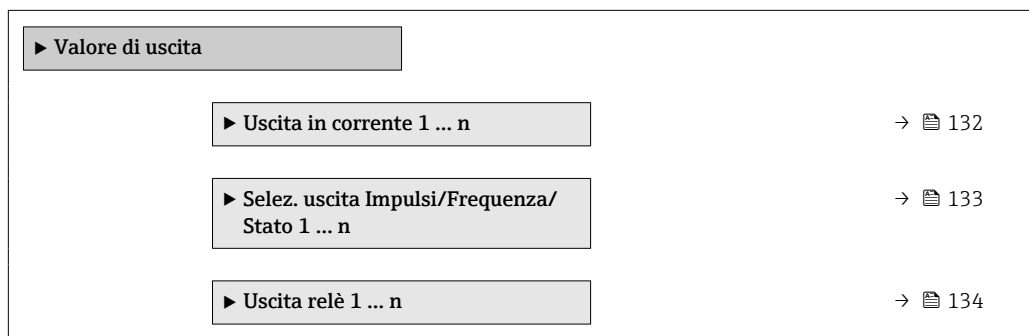 ▶ Valore di uscita
▶ Uscita in corrente 1 … n → 132
▶ Selez. uscita Impulsi/Frequenza/ → 133
Stato 1 … n
▶ Uscita relè 1 … n → 134